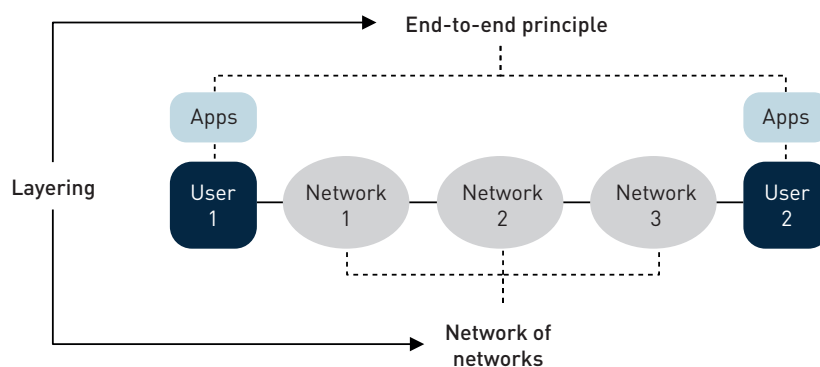 End-to-end principle
Apps
Apps
Layering
User
1
Network
1
Network
2
Network
3
User
2
Network of
networks